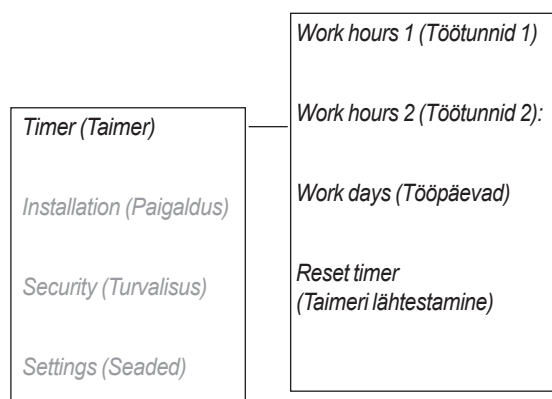 Timer (Taimer)
Installation (Paigaldus)
Security (Turvalisus)
Settings (Seaded)
Work hours 1 (Töötunnid 1)
Work hours 2 (Töötunnid 2):
Work days (Tööpäevad)
Reset timer
(Taimeri lähtestamine)